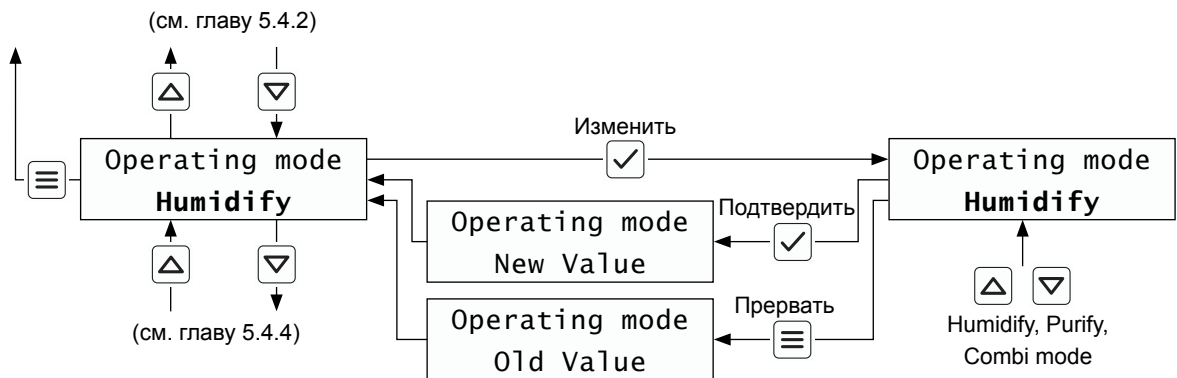 (см. главу 5.4.2)
Изменить
Operating mode
Humidify
Operating mode
Humidify
Подтвердить
Operating mode
New Value
Прервать
Operating mode
Old Value
(см. главу 5.4.4)
Humidify, Purify,
Combi mode